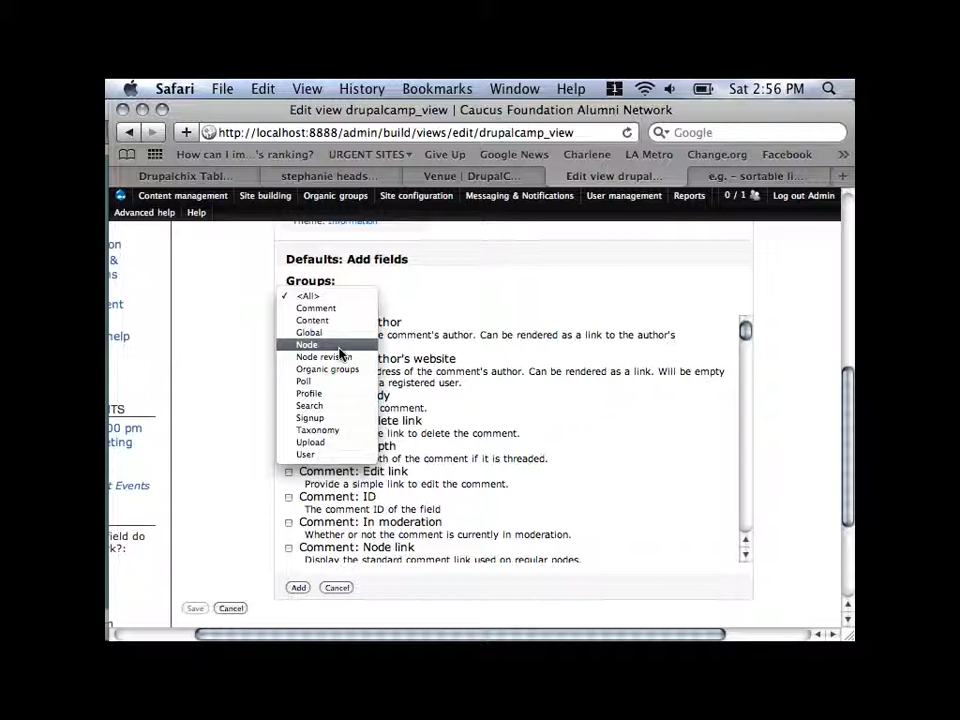 Safari File Edit View History Bookmarks Window Help 1 Sat 2:56 PM
Edit view drupalcamp_view | Caucus Foundation Alumni Network
http://localhost:8888/admin/build/views/edit/drupalcamp_view Google
How can I im...'s ranking? URGENT SITES Give Up Google News Charlene LA Metro Change.org Facebook
Drupalchix Tabl... stephanie heads... Venue | DrupalC... Edit view drupal... e.g. - sortable li...
Content management Site building Organic groups Site configuration Messaging & Notifications User management Reports 0 / 1 Log out Admin
Advanced help Help
Theme: Information
on
&
s
nt
elp
TS
00 pm
eting
t Events
ield do
k?:
Defaults: Add fields
Groups:
<All>
Comment
Content
Global
Node
Node revision
Organic groups
Poll
Profile
Search
Signup
Taxonomy
Upload
User
thor
e comment's author. Can be rendered as a link to the author's
thor's website
dress of the comment's author. Can be rendered as a link. Will be empty
a registered user.
dy
comment.
lete link
le link to delete the comment.
pth
th of the comment if it is threaded.
Comment: Edit link
Provide a simple link to edit the comment.
Comment: ID
The comment ID of the field
Comment: In moderation
Whether or not the comment is currently in moderation.
Comment: Node link
Display the standard comment link used on regular nodes.
Add Cancel
Save Cancel